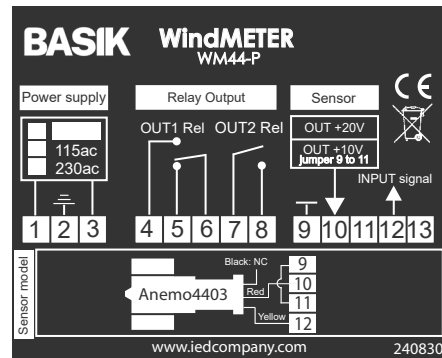 BASIK WindMETER
WM44-P
CE
Power supply
Relay Output
Sensor
115ac
230ac
OUT1 Rel OUT2 Rel
OUT +20V
OUT +10V
jumper 9 to 11
INPUT signal
1 2 3 4 5 6 7 8 9 10 11 12 13
Sensor model
Anemo4403
Black: NC
Red
Yellow
9
10
11
12
www.iedcompany.com
240830